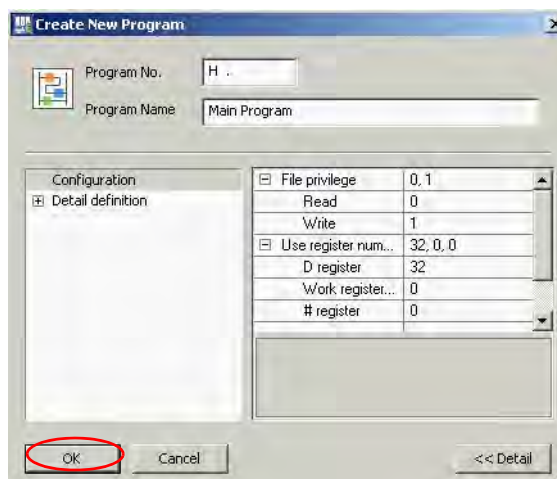 Create New Program
Program No. H .
Program Name Main Program
Configuration
Detail definition
File privilege 0, 1
Read 0
Write 1
Use register num... 32, 0, 0
D register 32
Work register... 0
# register 0
OK Cancel << Detail